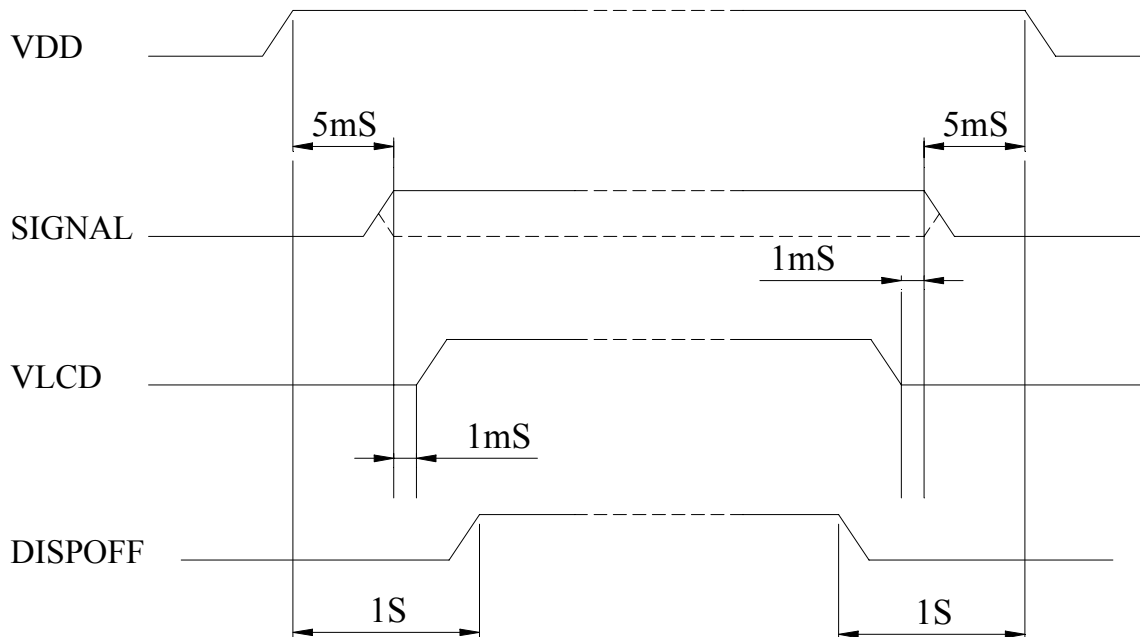 VDD
5mS 5mS
SIGNAL
1mS
VLCD
1mS
DISPOFF
1S 1S